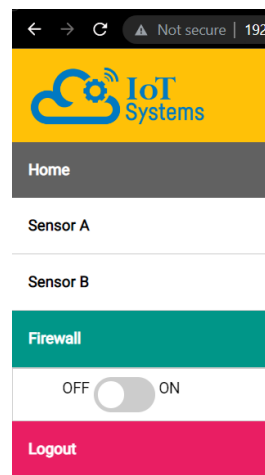 Not secure | 192
IoT
Systems
Home
Sensor A
Sensor B
Firewall
OFF ON
Logout